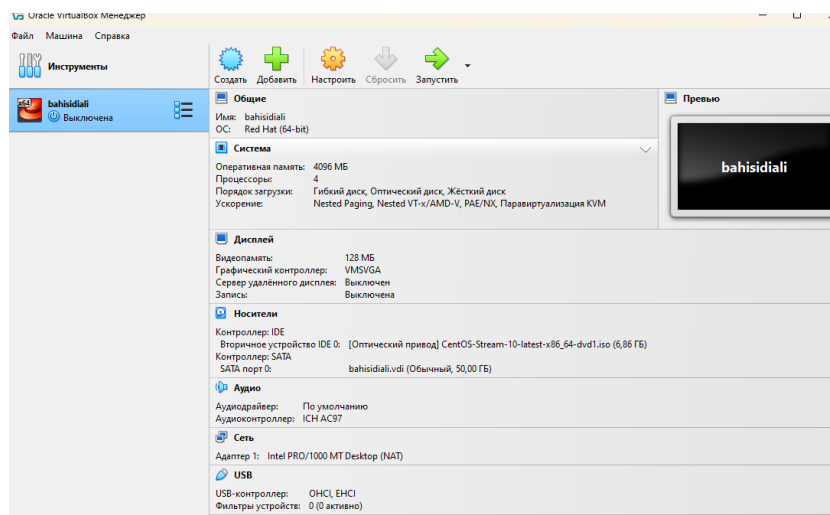 Oracle VirtualBox Менеджер
Файл Машина Справка
Инструменты
Создать Добавить Настроить Сбросить Запустить
x64
bahisidiali
Выключена
Общие
Имя: bahisidiali
ОС: Red Hat (64-bit)
Превью
bahisidiali
Система
Оперативная память: 4096 МБ
Процессоры: 4
Порядок загрузки: Гибкий диск, Оптический диск, Жёсткий диск
Ускорение: Nested Paging, Nested VT-x/AMD-V, PAE/NX, Паравиртуализация KVM
Дисплей
Видеопамять: 128 МБ
Графический контроллер: VMSVGA
Сервер удалённого дисплея: Выключен
Запись: Выключена
Носители
Контроллер: IDE
Вторичное устройство IDE 0: [Оптический привод] CentOS-Stream-10-latest-x86_64-dvd1.iso (6,86 ГБ)
Контроллер: SATA
SATA порт 0: bahisidiali.vdi (Обычный, 50,00 ГБ)
Аудио
Аудиодрайвер: По умолчанию
Аудиоконтроллер: ICH AC97
Сеть
Адаптер 1: Intel PRO/1000 MT Desktop (NAT)
USB
USB-контроллер: OHCI, EHCI
Фильтры устройств: 0 (0 активно)